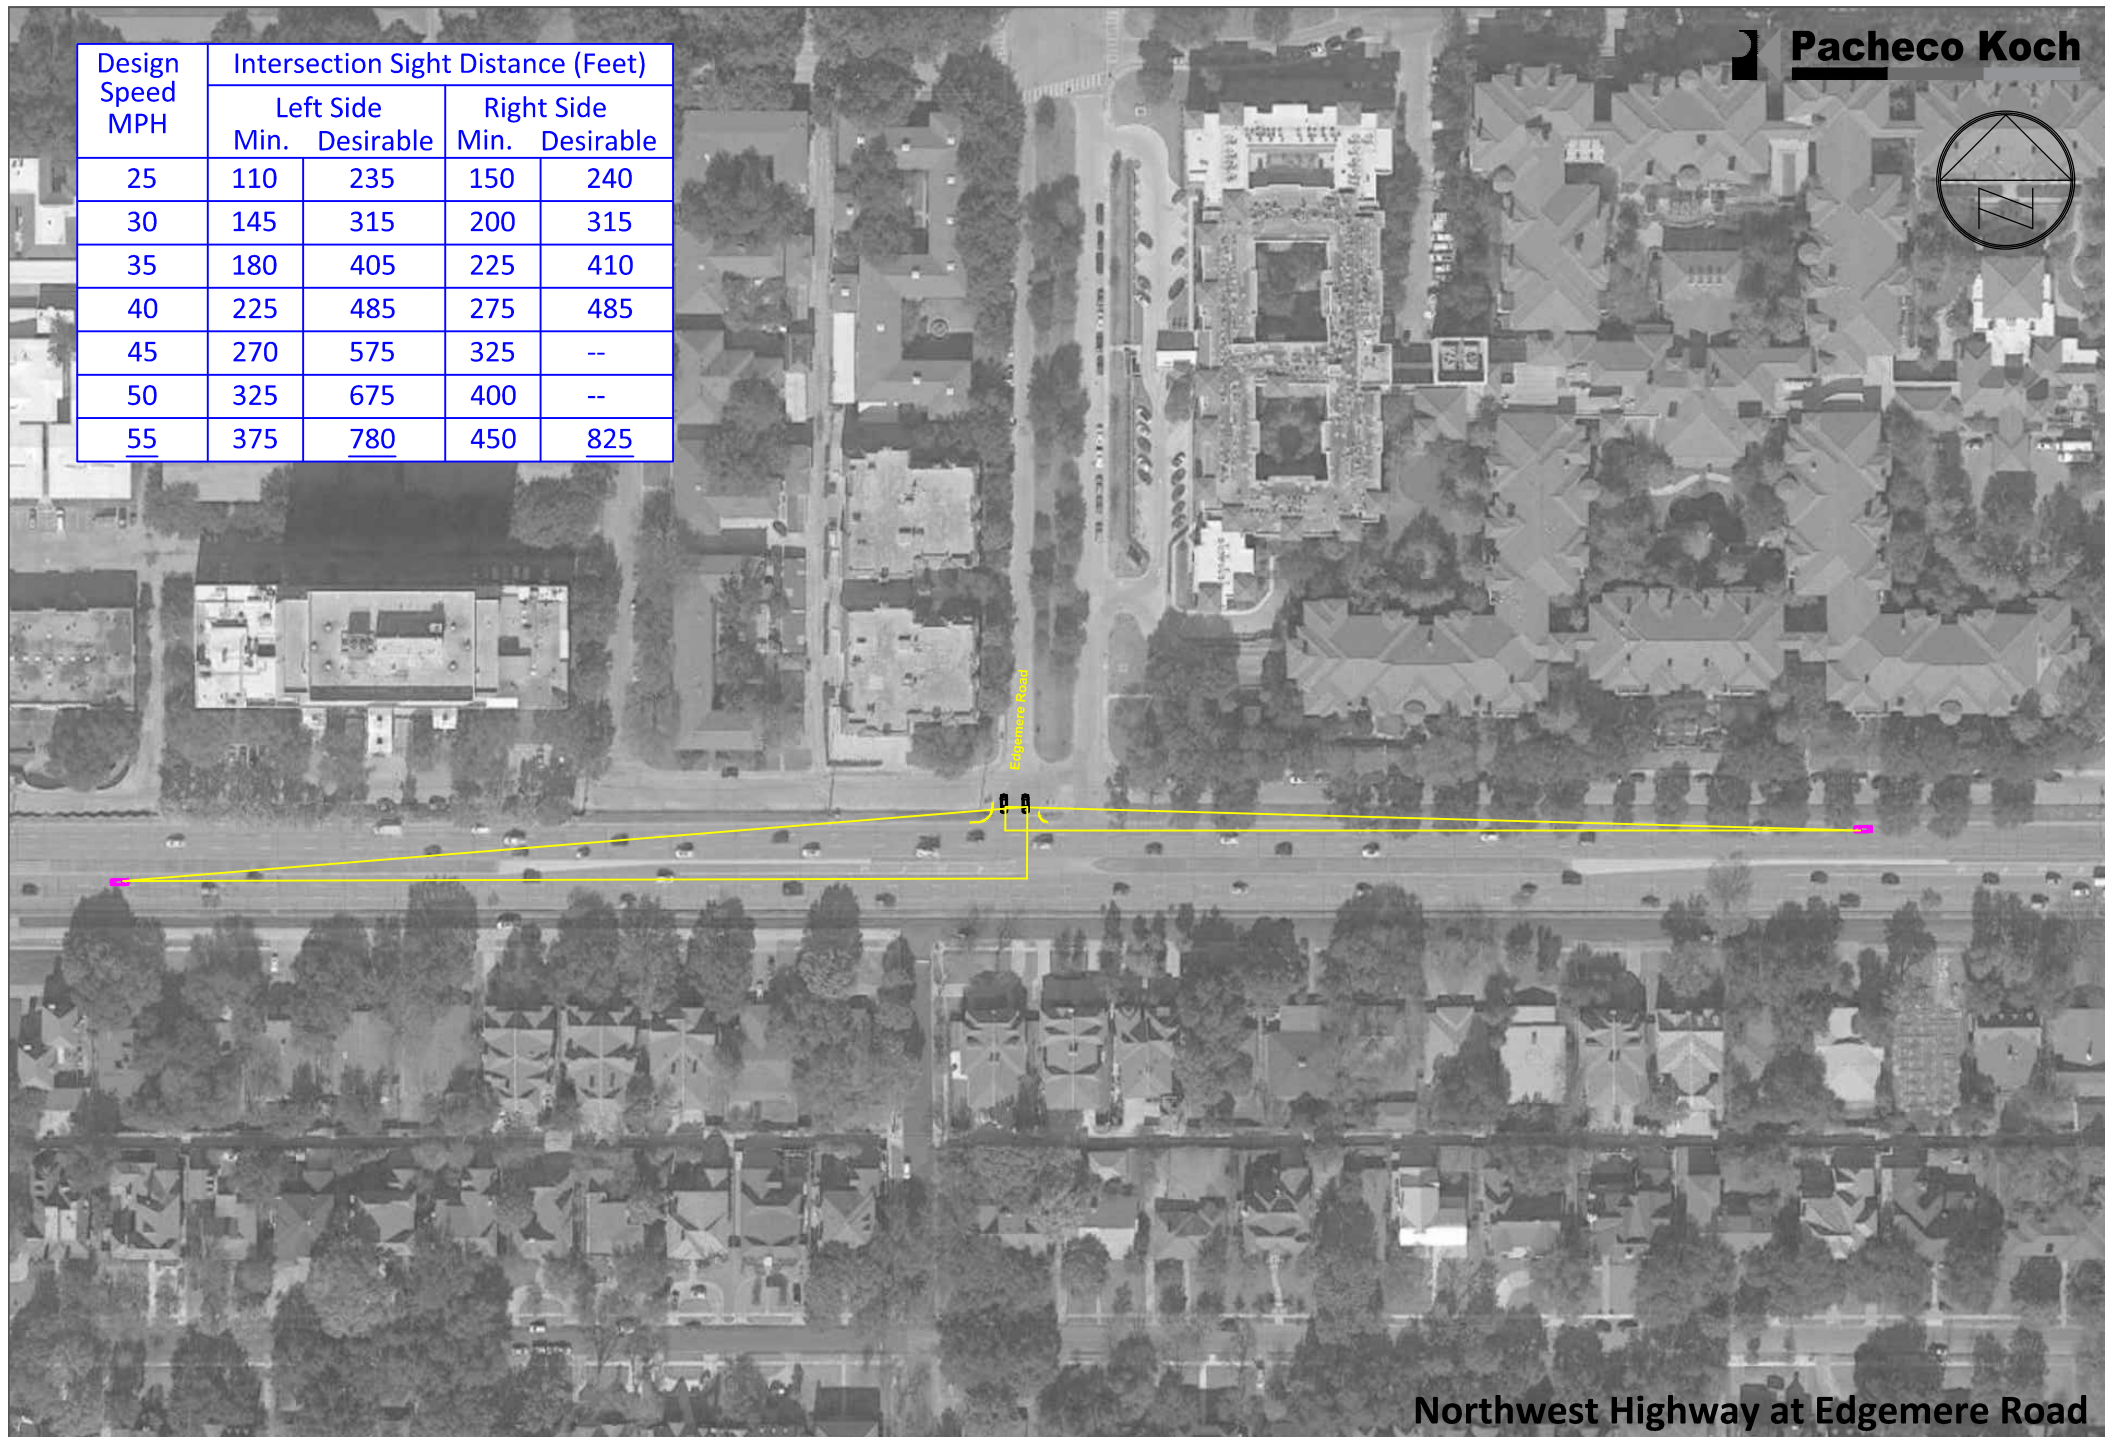 Pacheco Koch
Design Speed MPH
Intersection Sight Distance (Feet)
Left Side Right Side
Min. Desirable Min. Desirable
25 110 235 150 240
30 145 315 200 315
35 180 405 225 410
40 225 485 275 485
45 270 575 325 --
50 325 675 400 --
55 375 780 450 825
N
Edgemere Road
Northwest Highway at Edgemere Road